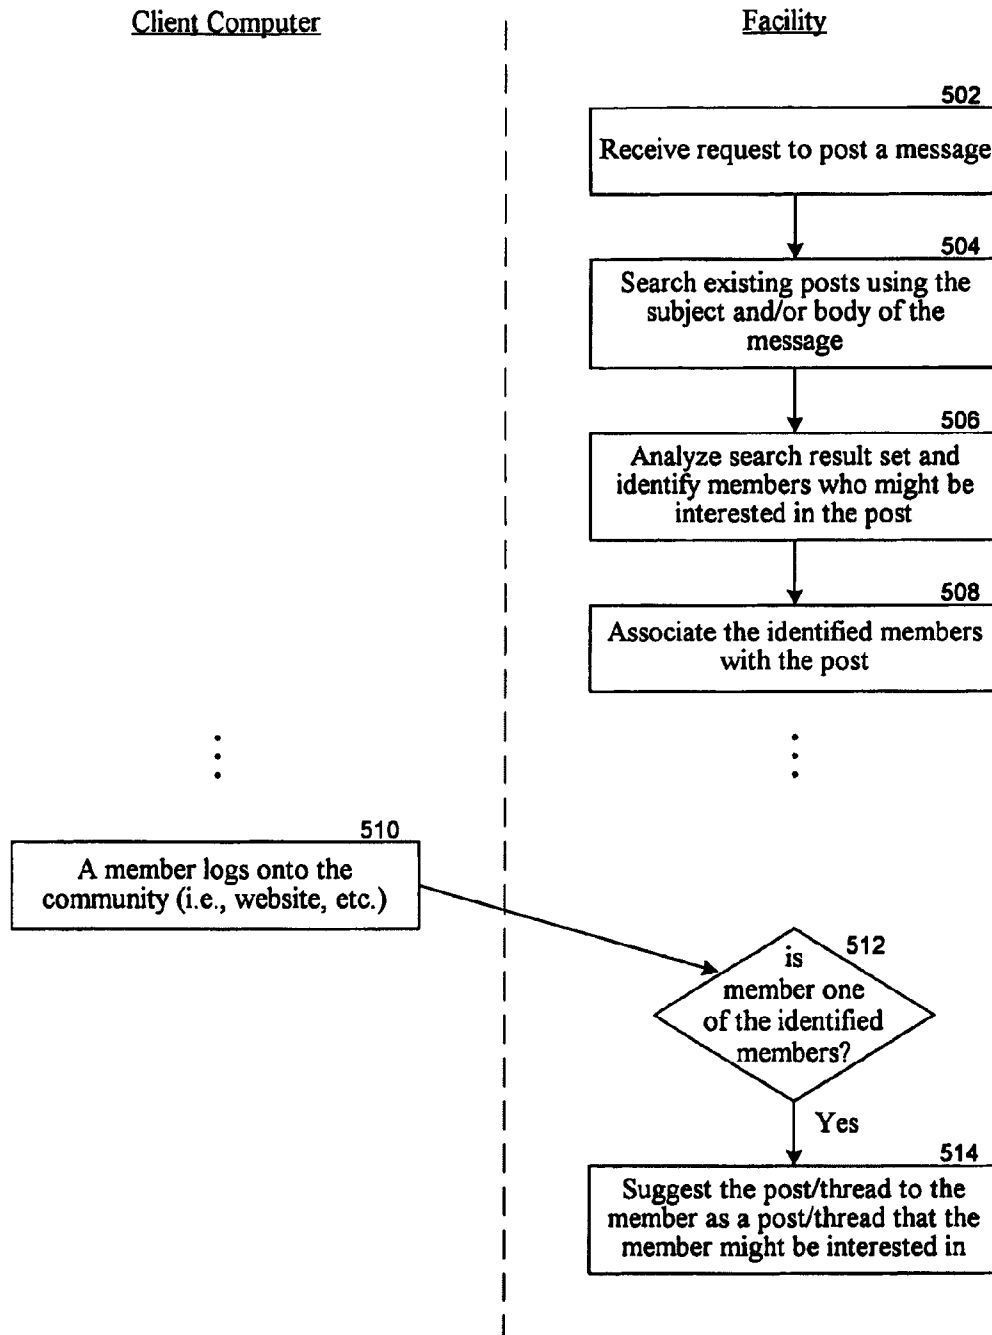 Client Computer
Facility
502
Receive request to post a message
504
Search existing posts using the
subject and/or body of the
message
506
Analyze search result set and
identify members who might be
interested in the post
508
Associate the identified members
with the post
510
A member logs onto the
community (i.e., website, etc.)
512
is
member one
of the identified
members?
Yes
514
Suggest the post/thread to the
member as a post/thread that the
member might be interested in